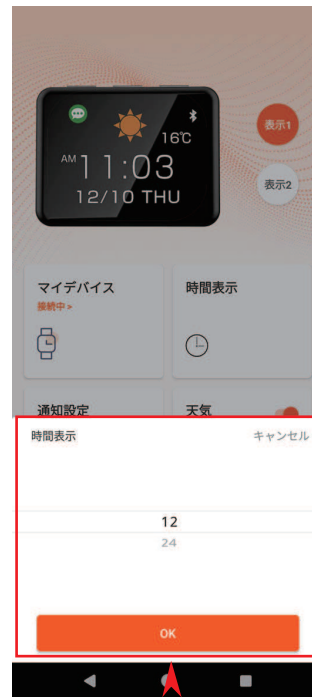 16℃
表示1
AM 11:03
12/10 THU
表示2
マイデバイス
接続中 >
時間表示
通知設定
天気
時間表示
キャンセル
12
24
OK